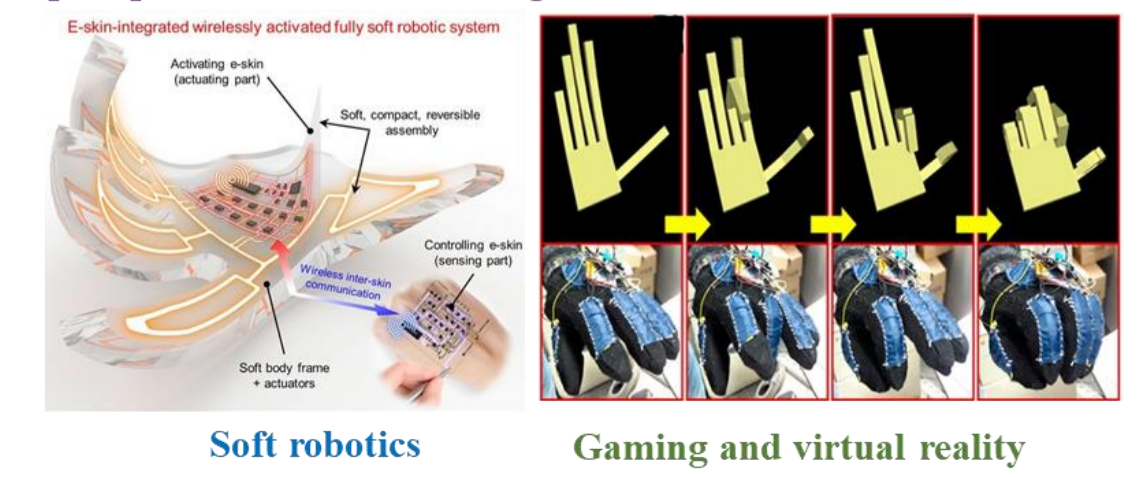 E-skin-integrated wirelessly activated fully soft robotic system
Activating e-skin
(actuating part)
Soft, compact, reversible
assembly
Controlling e-skin
(sensing part)
Wireless inter-skin
communication
Soft body frame
+ actuators
Soft robotics
Gaming and virtual reality